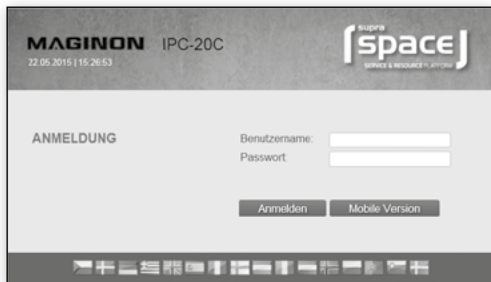 MAGINON IPC-20C
22.05.2015 | 15:26:53
supra
space
SERVICE & RESOURCE PLATFORM
ANMELDUNG
Benutzername:
Passwort
Anmelden
Mobile Version